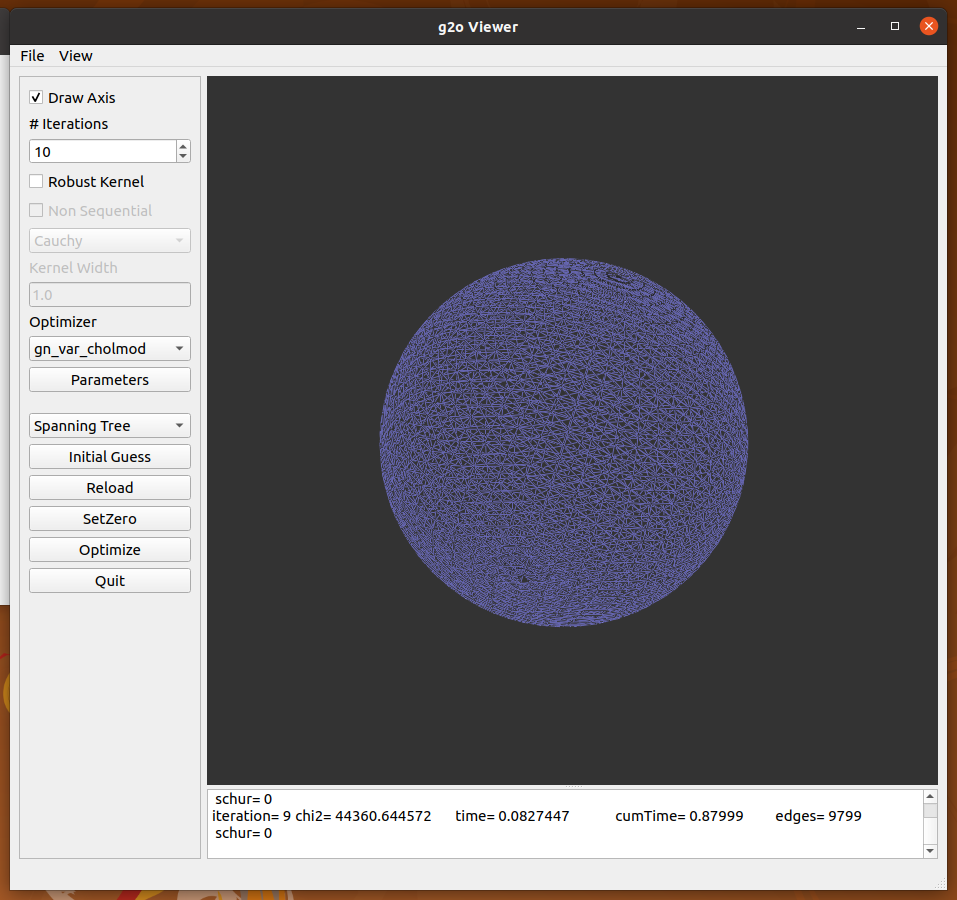 g2o Viewer
File View
Draw Axis
# Iterations
10
Robust Kernel
Non Sequential
Cauchy
Kernel Width
1.0
Optimizer
gn_var_cholmod
Parameters
Spanning Tree
Initial Guess
Reload
SetZero
Optimize
Quit
schur= 0
iteration= 9 chi2= 44360.644572 time= 0.0827447 cumTime= 0.87999 edges= 9799
schur= 0